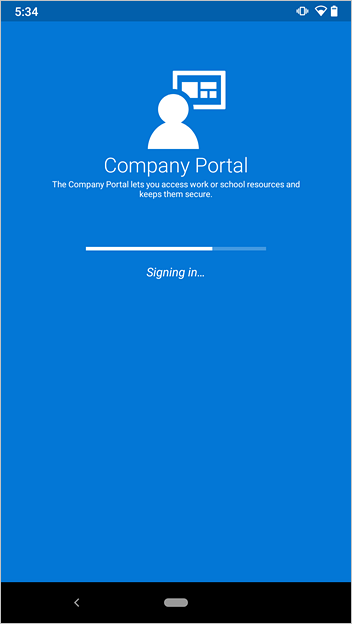 5:34
Company Portal
The Company Portal lets you access work or school resources and
keeps them secure.
Signing in...